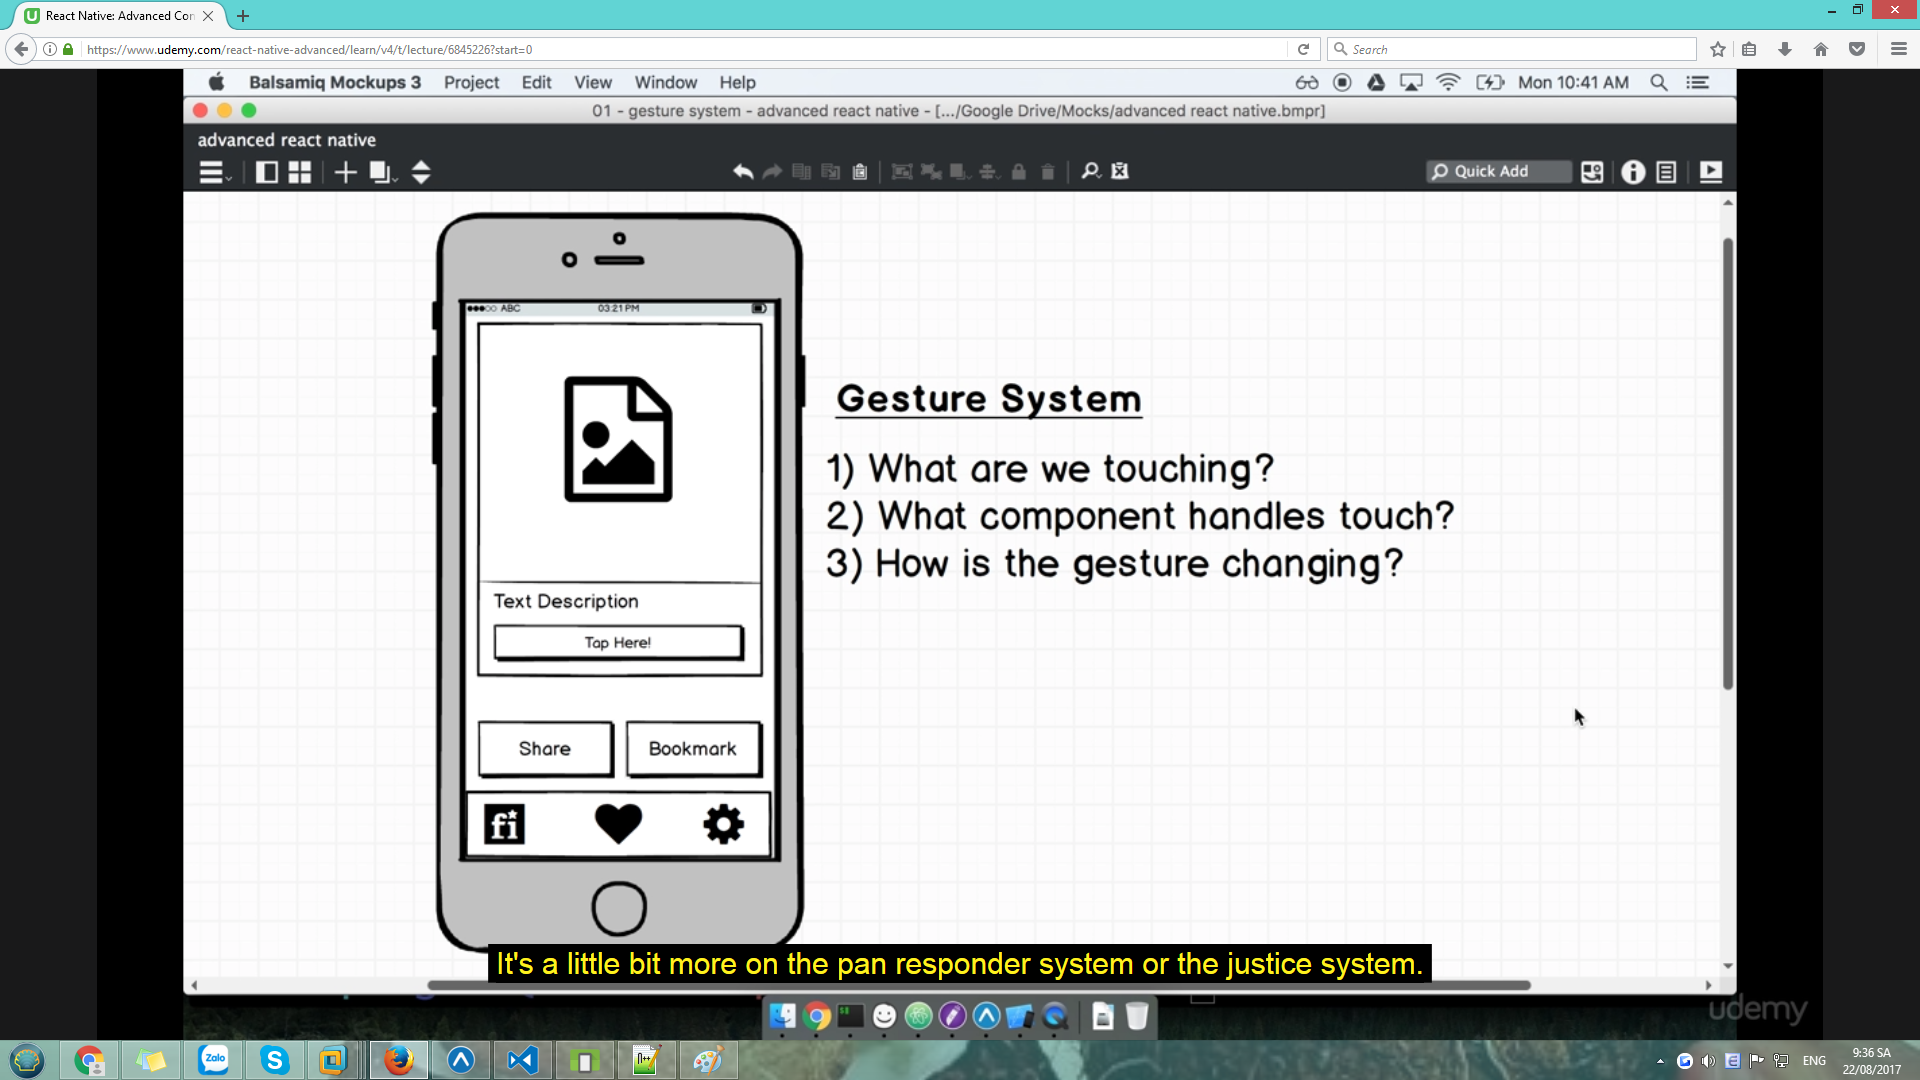 React Native: Advanced Con
https://www.udemy.com/react-native-advanced/learn/v4/t/lecture/6845226?start=0
Search
Balsamiq Mockups 3 Project Edit View Window Help
Mon 10:41 AM
01 - gesture system - advanced react native - [.../Google Drive/Mocks/advanced react native.bmpr]
advanced react native
Quick Add
ABC
03:21 PM
Gesture System
1) What are we touching?
2) What component handles touch?
3) How is the gesture changing?
Text Description
Tap Here!
Share
Bookmark
fi
It's a little bit more on the pan responder system or the justice system.
udemy
Zalo
ENG
9:36 SA
22/08/2017